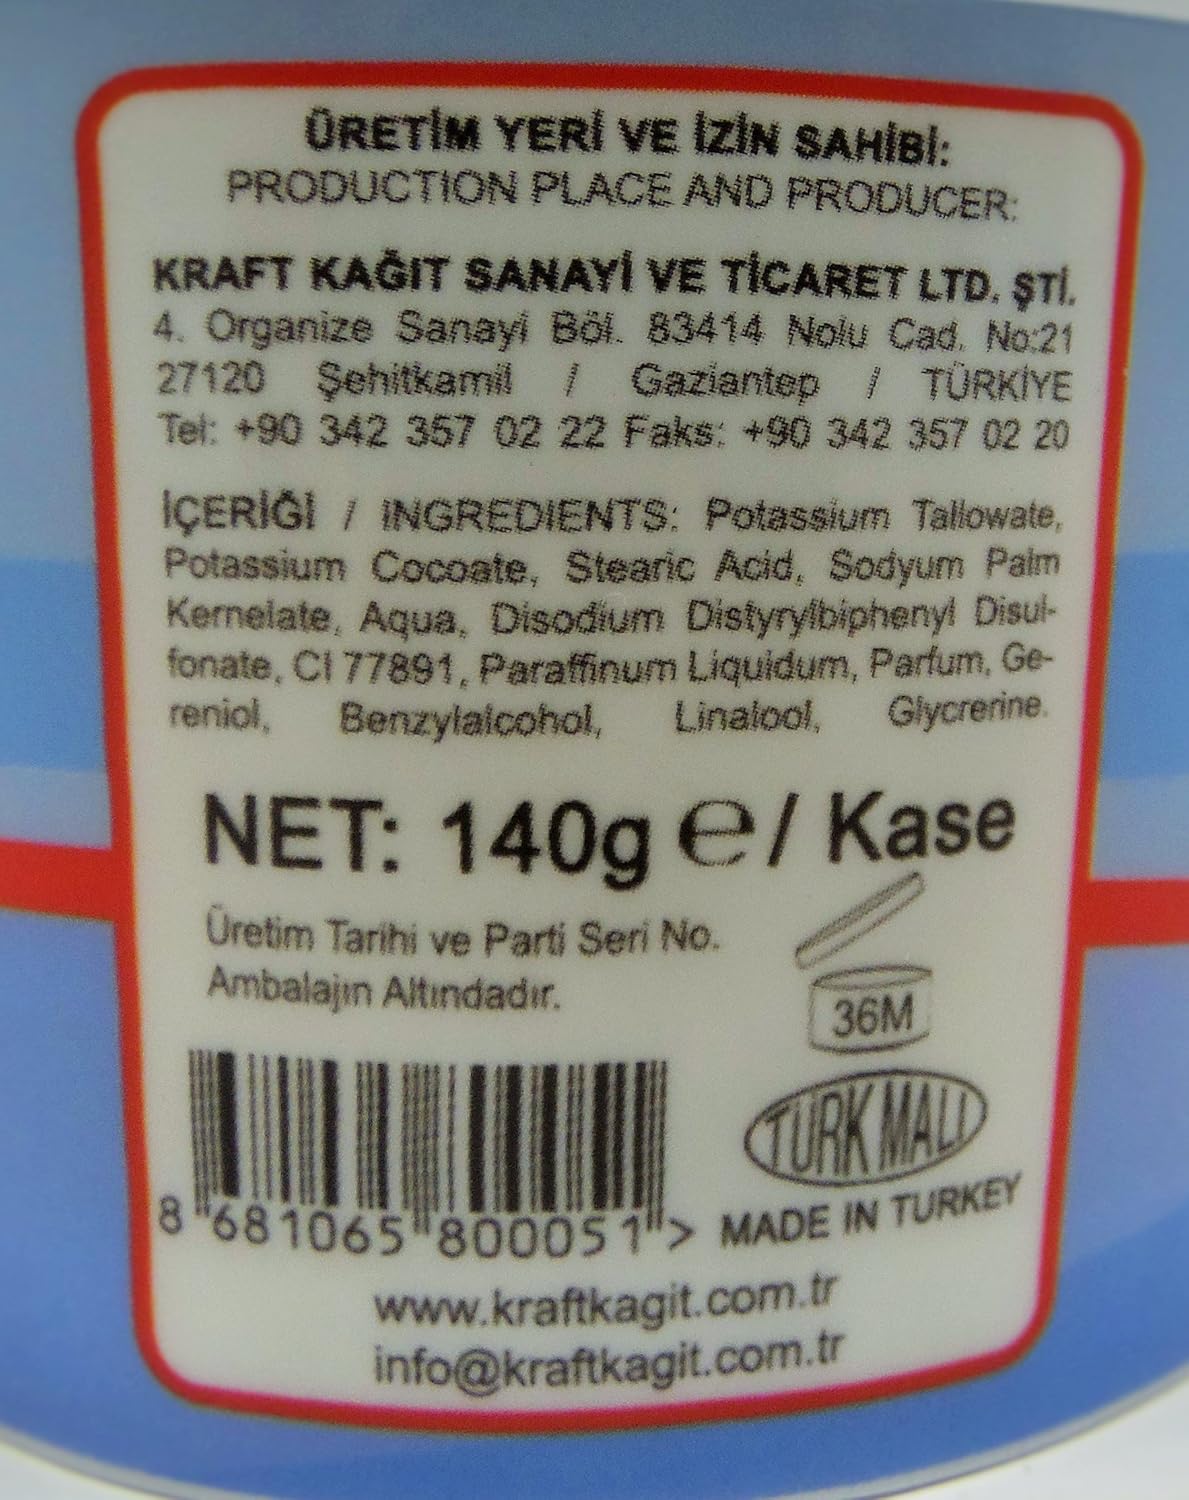 ÜRETİM YERİ VE İZİN SAHİBİ:
PRODUCTION PLACE AND PRODUCER:
KRAFT KAĞIT SANAYİ VE TİCARET LTD. ŞTİ.
4. Organize Sanayi Böl. 83414 Nolu Cad. No:21
27120 Şehitkamil / Gaziantep / TÜRKİYE
Tel: +90 342 357 02 22 Faks: +90 342 357 02 20
İÇERİĞİ / INGREDIENTS: Potassium Tallowate,
Potassium Cocoate, Stearic Acid, Sodyum Palm
Kernelate, Aqua, Disodium Distyrylbiphenyl Disul-
fonate, CI 77891, Paraffinum Liquidum, Parfum, Ge-
reniol, Benzylalcohol, Linalool, Glycrerine.
NET: 140g ℮ / Kase
Üretim Tarihi ve Parti Seri No.
Ambalajın Altındadır.
36M
TÜRK MALI
MADE IN TURKEY
8 681065 800051 >
www.kraftkagit.com.tr
info@kraftkagit.com.tr